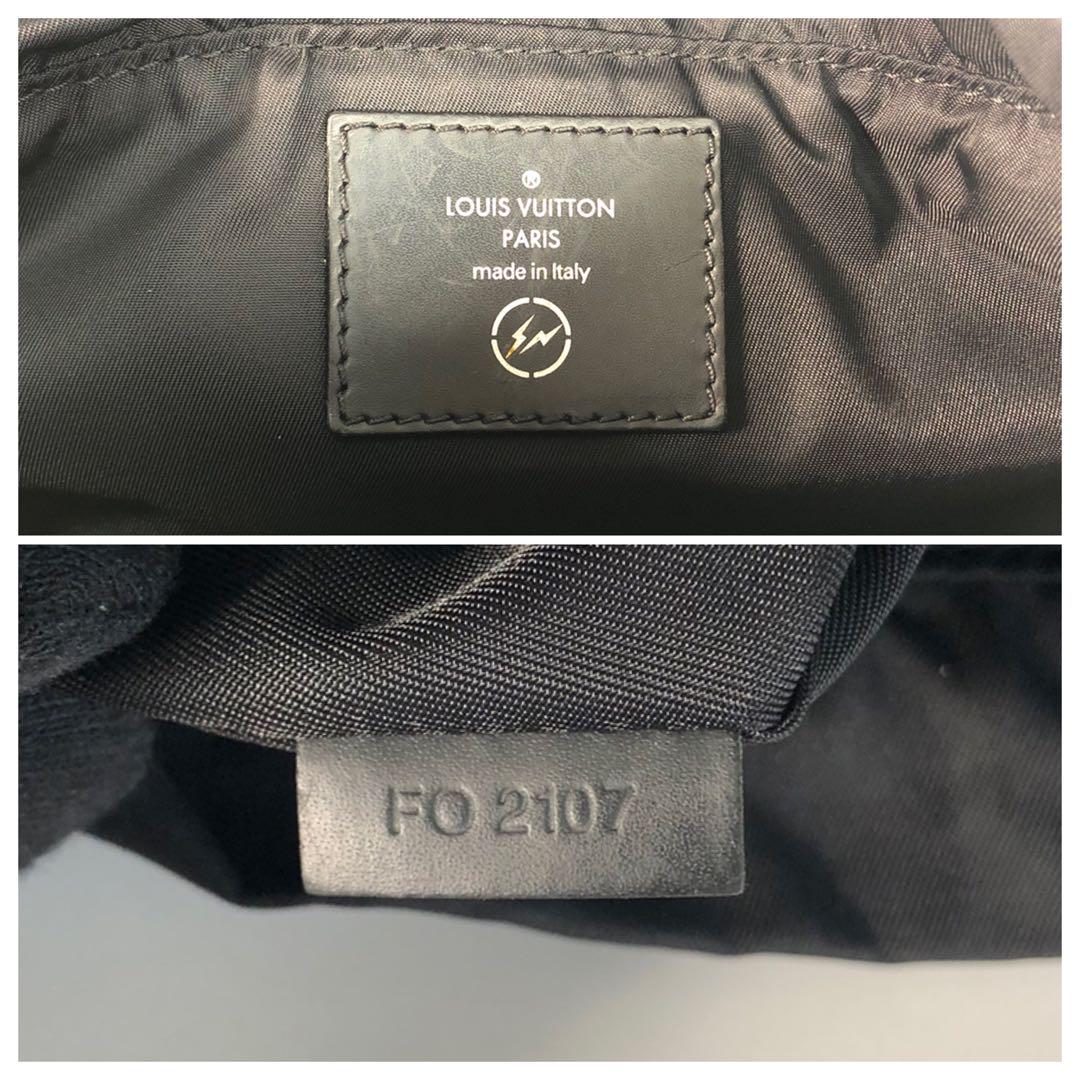 LOUIS VUITTON
PARIS
made in Italy
FO 2107